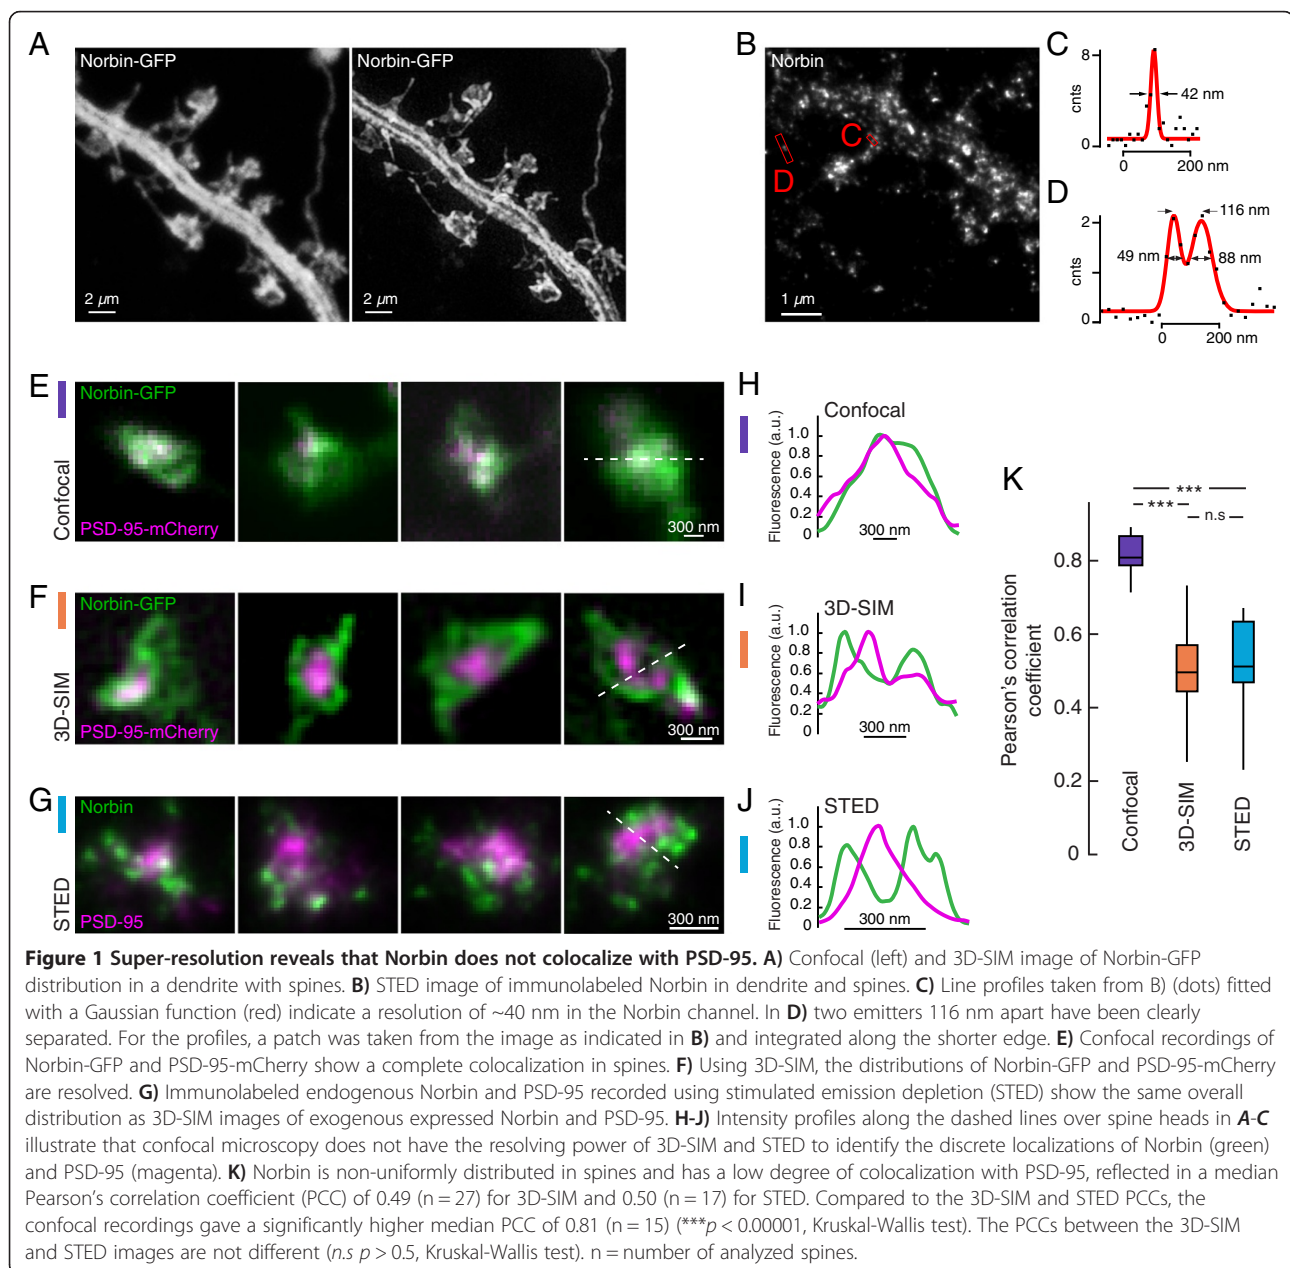 A
Norbin-GFP
Norbin-GFP
2 µm
2 µm
B
Norbin
C
D
1 µm
C
8
cnts
42 nm
0
0
200 nm
D
2
cnts
116 nm
49 nm
88 nm
0
0
200 nm
E
Confocal
Norbin-GFP
PSD-95-mCherry
300 nm
F
3D-SIM
Norbin-GFP
PSD-95-mCherry
300 nm
G
STED
Norbin
PSD-95
300 nm
H
Confocal
Fluorescence (a.u.)
1.0
0.8
0.6
0.4
0.2
0
300 nm
I
3D-SIM
Fluorescence (a.u.)
1.0
0.8
0.6
0.4
0.2
0
300 nm
J
STED
Fluorescence (a.u.)
1.0
0.8
0.6
0.4
0.2
0
300 nm
K
***
***
n.s
Pearson's correlation
coefficient
0.8
0.6
0.4
0.2
0
Confocal
3D-SIM
STED
Figure 1 Super-resolution reveals that Norbin does not colocalize with PSD-95. A) Confocal (left) and 3D-SIM image of Norbin-GFP
distribution in a dendrite with spines. B) STED image of immunolabeled Norbin in dendrite and spines. C) Line profiles taken from B) (dots) fitted
with a Gaussian function (red) indicate a resolution of ~40 nm in the Norbin channel. In D) two emitters 116 nm apart have been clearly
separated. For the profiles, a patch was taken from the image as indicated in B) and integrated along the shorter edge. E) Confocal recordings of
Norbin-GFP and PSD-95-mCherry show a complete colocalization in spines. F) Using 3D-SIM, the distributions of Norbin-GFP and PSD-95-mCherry
are resolved. G) Immunolabeled endogenous Norbin and PSD-95 recorded using stimulated emission depletion (STED) show the same overall
distribution as 3D-SIM images of exogenous expressed Norbin and PSD-95. H-J) Intensity profiles along the dashed lines over spine heads in A-C
illustrate that confocal microscopy does not have the resolving power of 3D-SIM and STED to identify the discrete localizations of Norbin (green)
and PSD-95 (magenta). K) Norbin is non-uniformly distributed in spines and has a low degree of colocalization with PSD-95, reflected in a median
Pearson's correlation coefficient (PCC) of 0.49 (n = 27) for 3D-SIM and 0.50 (n = 17) for STED. Compared to the 3D-SIM and STED PCCs, the
confocal recordings gave a significantly higher median PCC of 0.81 (n = 15) (***p < 0.00001, Kruskal-Wallis test). The PCCs between the 3D-SIM
and STED images are not different (n.s p > 0.5, Kruskal-Wallis test). n = number of analyzed spines.